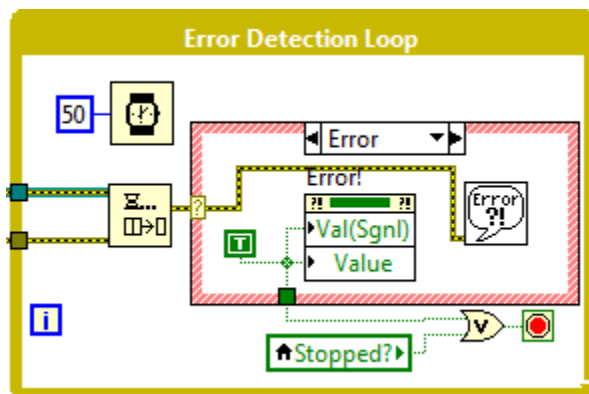 Error Detection Loop
50
Error
Error!
?! ?!
Val(Sgnl)
Value
Error
?!
?
T
i
Stopped?
V